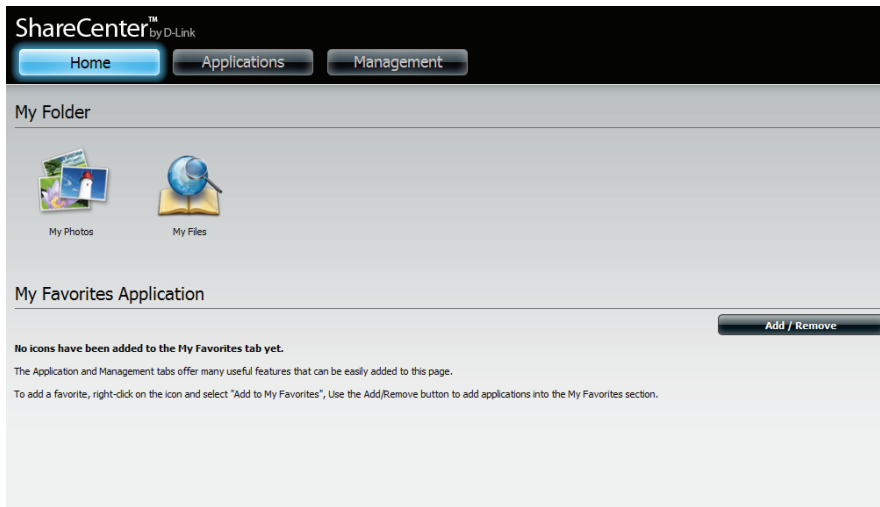 ShareCenter™ by D-Link
Home Applications Management
My Folder
My Photos My Files
My Favorites Application
Add / Remove
No icons have been added to the My Favorites tab yet.
The Application and Management tabs offer many useful features that can be easily added to this page.
To add a favorite, right-click on the icon and select "Add to My Favorites", Use the Add/Remove button to add applications into the My Favorites section.